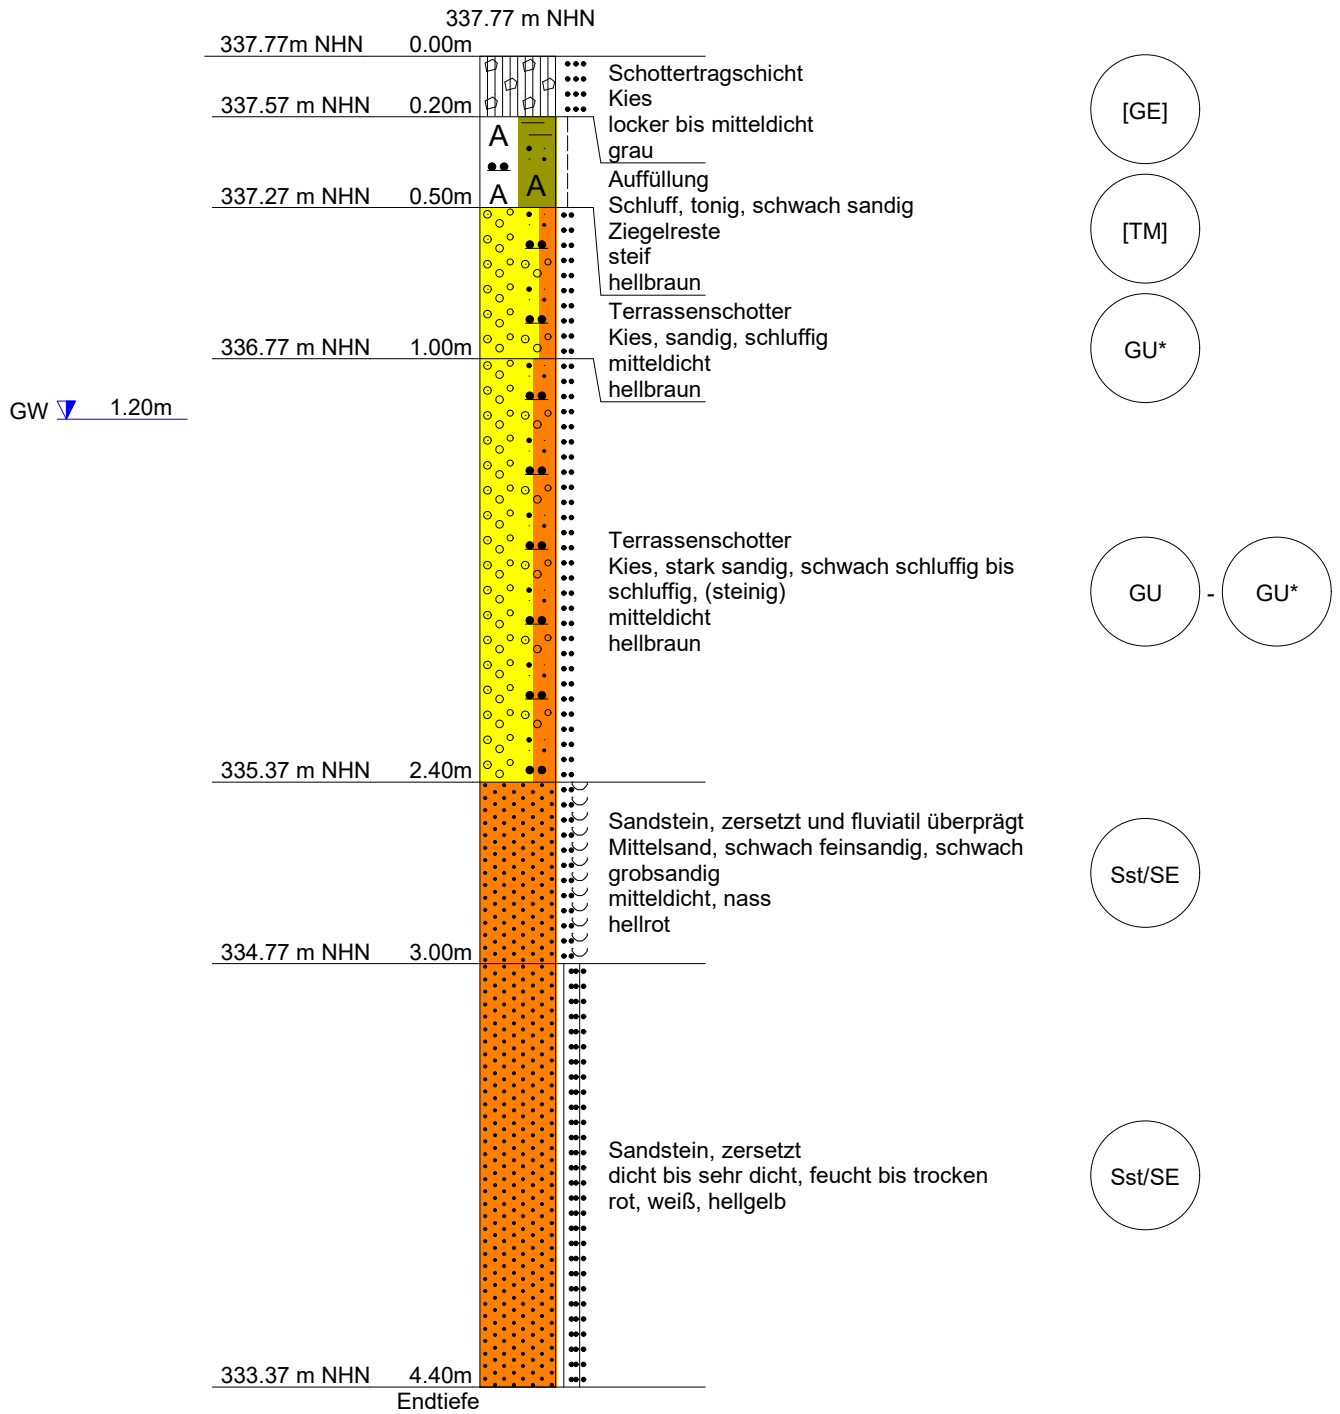 337.77 m NHN
337.77m NHN 0.00m
Schottertragschicht
Kies
locker bis mitteldicht
grau
[GE]
337.57 m NHN 0.20m
A
A
A
Auffüllung
Schluff, tonig, schwach sandig
Ziegelreste
steif
hellbraun
[TM]
337.27 m NHN 0.50m
Terrassenschotter
Kies, sandig, schluffig
mitteldicht
hellbraun
GU*
336.77 m NHN 1.00m
GW 1.20m
Terrassenschotter
Kies, stark sandig, schwach schluffig bis
schluffig, (steinig)
mitteldicht
hellbraun
GU - GU*
335.37 m NHN 2.40m
Sandstein, zersetzt und fluviatil überprägt
Mittelsand, schwach feinsandig, schwach
grobsandig
mitteldicht, nass
hellrot
Sst/SE
334.77 m NHN 3.00m
Sandstein, zersetzt
dicht bis sehr dicht, feucht bis trocken
rot, weiß, hellgelb
Sst/SE
333.37 m NHN 4.40m
Endtiefe